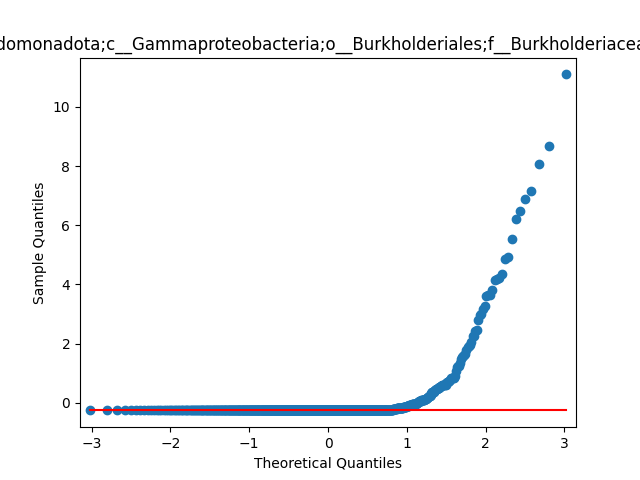 domonadota;c__Gammaproteobacteria;o__Burkholderiales;f__Burkholderiacea
10
8
6
4
2
0
Sample Quantiles
−3 −2 −1 0 1 2 3
Theoretical Quantiles